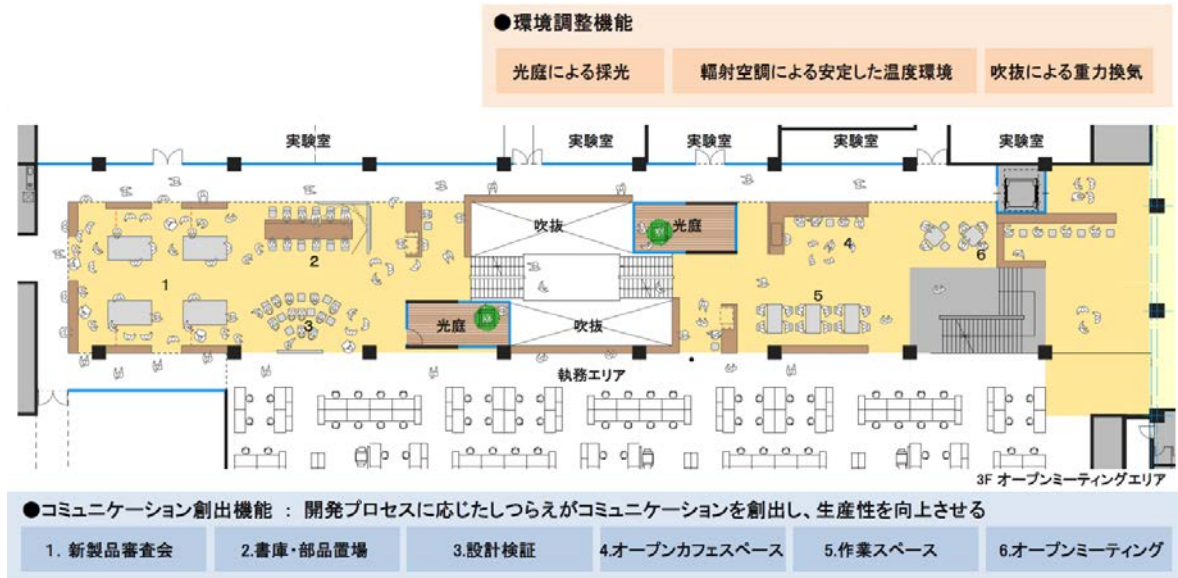 ●環境調整機能
光庭による採光
輻射空調による安定した温度環境
吹抜による重力換気
実験室
実験室
実験室
実験室
実験室
吹抜
光庭
光庭
吹抜
1
2
3
4
5
6
執務エリア
3F オープンミーティングエリア
●コミュニケーション創出機能 : 開発プロセスに応じたしつらえがコミュニケーションを創出し、生産性を向上させる
1. 新製品審査会
2.書庫・部品置場
3.設計検証
4.オープンカフェスペース
5.作業スペース
6.オープンミーティング